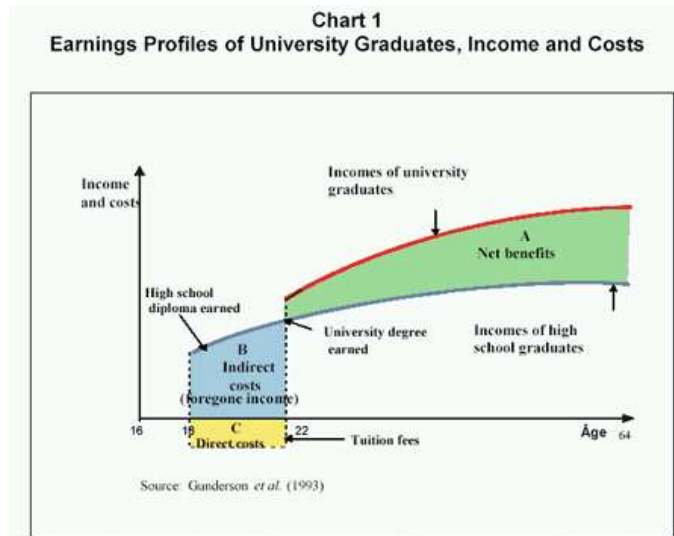 Chart 1
Earnings Profiles of University Graduates, Income and Costs
Income
and costs
Incomes of university
graduates
A
Net benefits
High school
diploma earned
University degree
earned
Incomes of high
school graduates
B
Indirect
costs
(foregone income)
16
18
22
Âge 64
C
Direct costs
Tuition fees
Source: Gunderson et al. (1993)